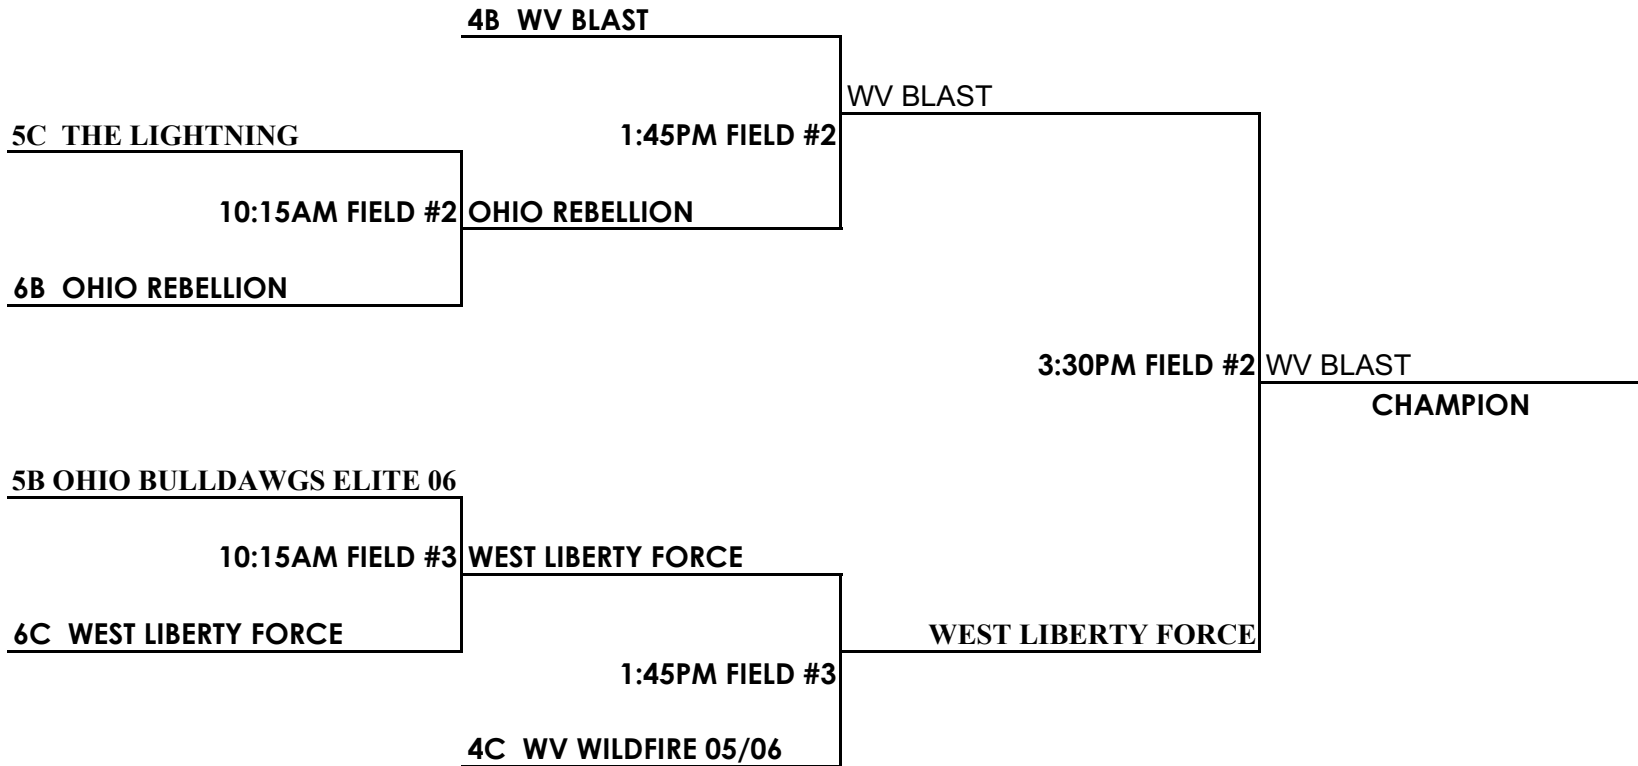 4B  WV BLAST
WV BLAST
5C  THE LIGHTNING
1:45PM FIELD #2
10:15AM FIELD #2
OHIO REBELLION
6B  OHIO REBELLION
3:30PM FIELD #2
WV BLAST
CHAMPION
5B OHIO BULLDAWGS ELITE 06
10:15AM FIELD #3
WEST LIBERTY FORCE
6C  WEST LIBERTY FORCE
WEST LIBERTY FORCE
1:45PM FIELD #3
4C  WV WILDFIRE 05/06